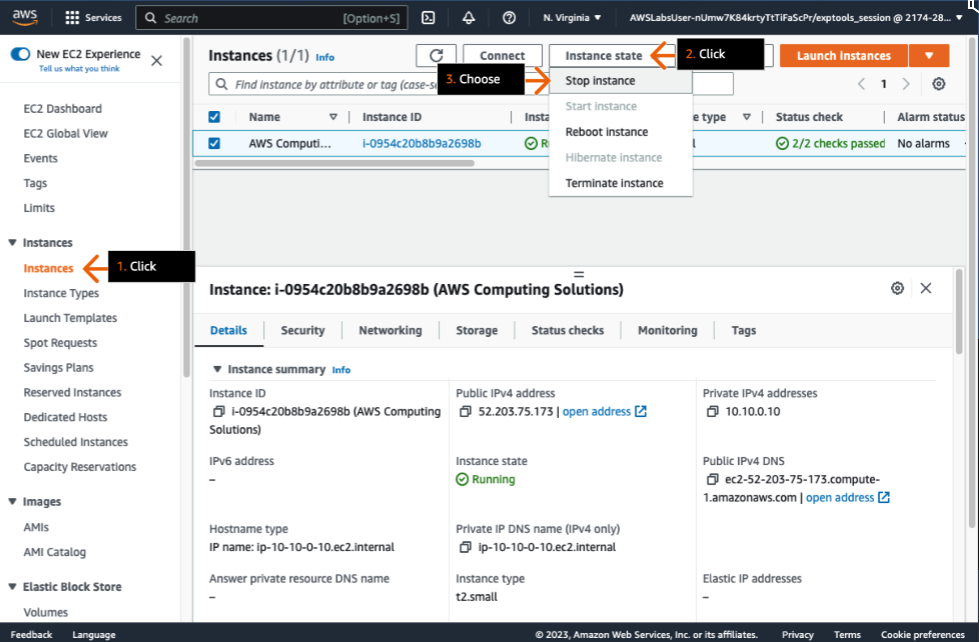 aws Services Search [Option+S] N. Virginia ▼ AWSLabsUser-nUmw7K84krtyTtTiFaScPr/exptools_session @ 2174-28... ▼
New EC2 Experience
Tell us what you think
EC2 Dashboard
EC2 Global View
Events
Tags
Limits
Instances
Instances
1. Click
Instance Types
Launch Templates
Spot Requests
Savings Plans
Reserved Instances
Dedicated Hosts
Scheduled Instances
Capacity Reservations
Images
AMIs
AMI Catalog
Elastic Block Store
Volumes
Instances (1/1) Info
Connect
Instance state
2. Click
Launch instances
Find instance by attribute or tag (case-se
3. Choose
1
Stop instance
Start instance
Reboot instance
Hibernate instance
Terminate instance
Name Instance ID Insta e type Status check Alarm status
AWS Computi... i-0954c20b8b9a2698b 2/2 checks passed No alarms
Instance: i-0954c20b8b9a2698b (AWS Computing Solutions)
Details Security Networking Storage Status checks Monitoring Tags
Instance summary Info
Instance ID
i-0954c20b8b9a2698b (AWS Computing
Solutions)
Public IPv4 address
52.203.75.173 | open address
Private IPv4 addresses
10.10.0.10
IPv6 address
–
Instance state
Running
Public IPv4 DNS
ec2-52-203-75-173.compute-
1.amazonaws.com | open address
Hostname type
IP name: ip-10-10-0-10.ec2.internal
Private IP DNS name (IPv4 only)
ip-10-10-0-10.ec2.internal
Answer private resource DNS name
–
Instance type
t2.small
Elastic IP addresses
–
Feedback Language © 2023, Amazon Web Services, Inc. or its affiliates. Privacy Terms Cookie preferences